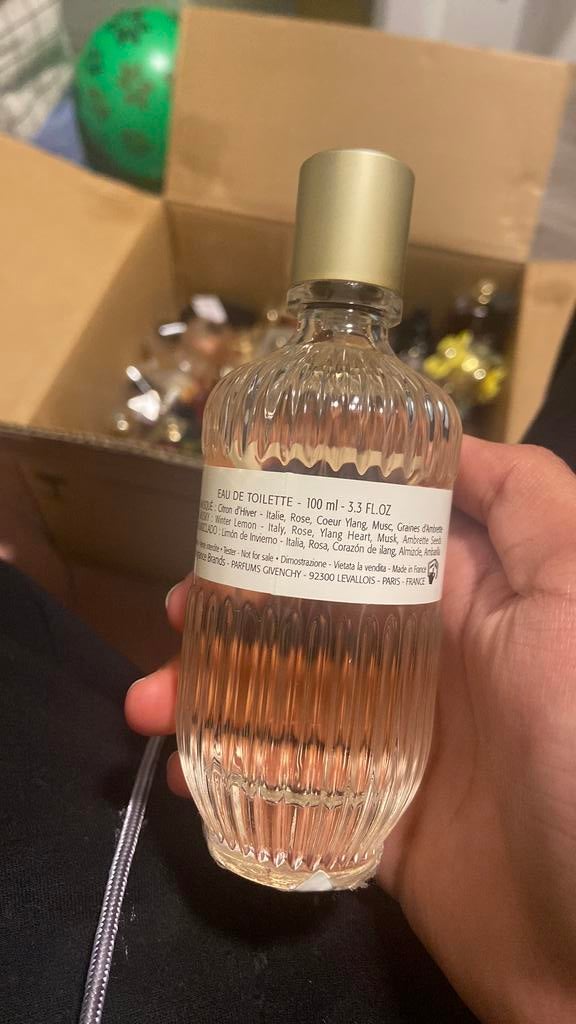 EAU DE TOILETTE - 100 ml - 3.3 FL.OZ
: Citron d'Hiver - Italie, Rose, Coeur Ylang, Musc, Graines d'Ambrette
: Winter Lemon - Italy, Rose, Ylang Heart, Musk, Ambrette Seeds
: Limón de Invierno - Italia, Rosa, Corazón de ilang, Almizcle,
interdite • Tester - Not for sale • Dimostrazione - Vietata la vendita - Made in France
Brands - PARFUMS GIVENCHY - 92300 LEVALLOIS - PARIS - FRANCE